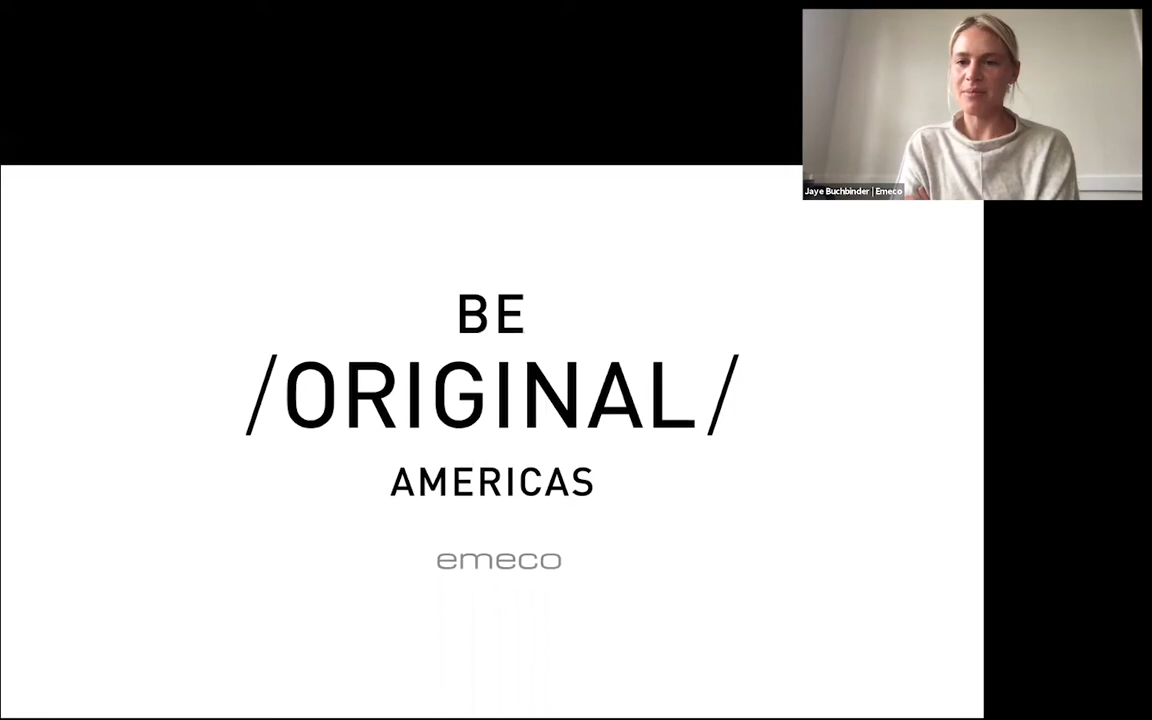 Jaye Buchbinder | Emeco
BE
/ORIGINAL/
AMERICAS
emeco